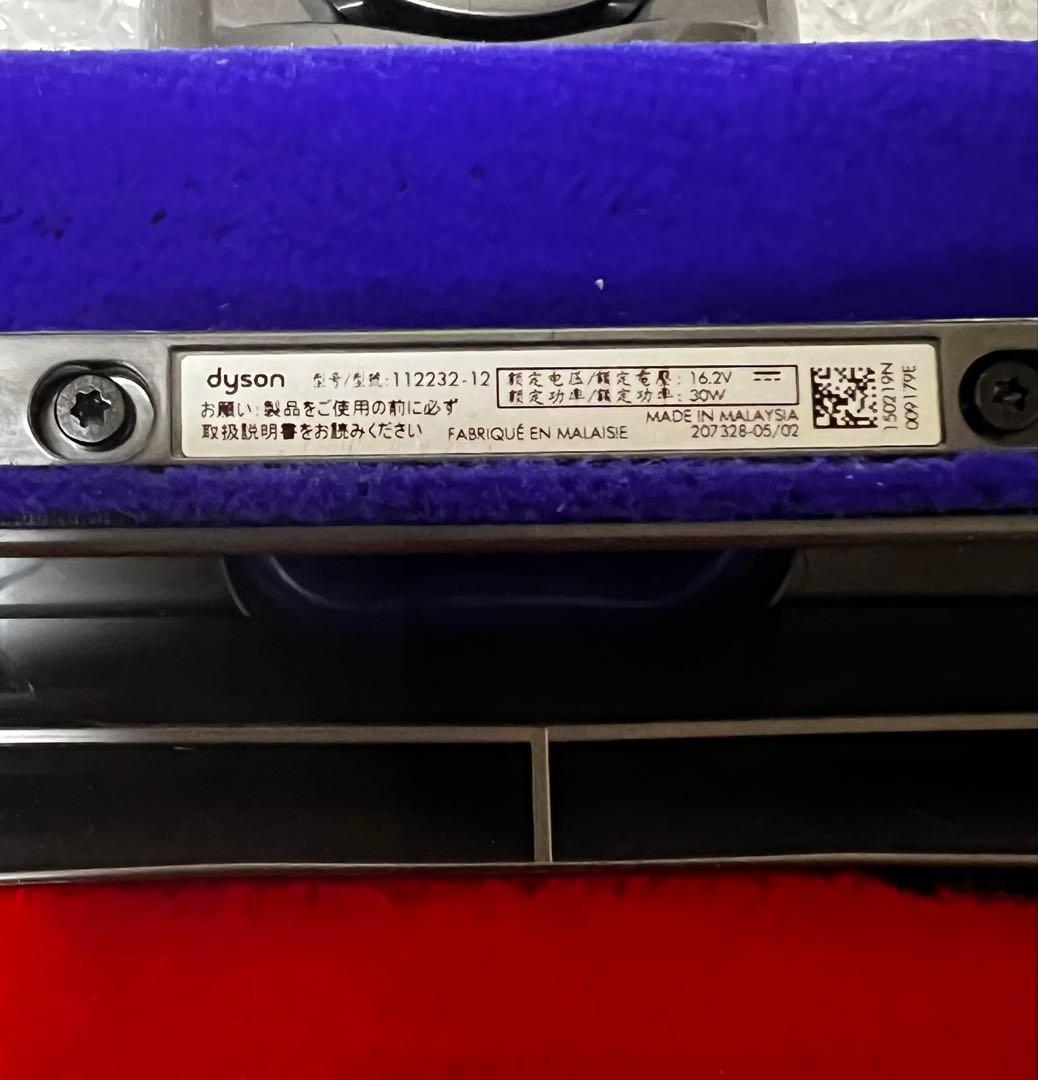 dyson 型号/型號:112232-12
额定电压/額定電壓: 16.2V
额定功率/額定功率: 30W
お願い:製品をご使用の前に必ず
取扱説明書をお読みください
FABRIQUÉ EN MALAISIE
MADE IN MALAYSIA
207328-05/02
150219N
009179E